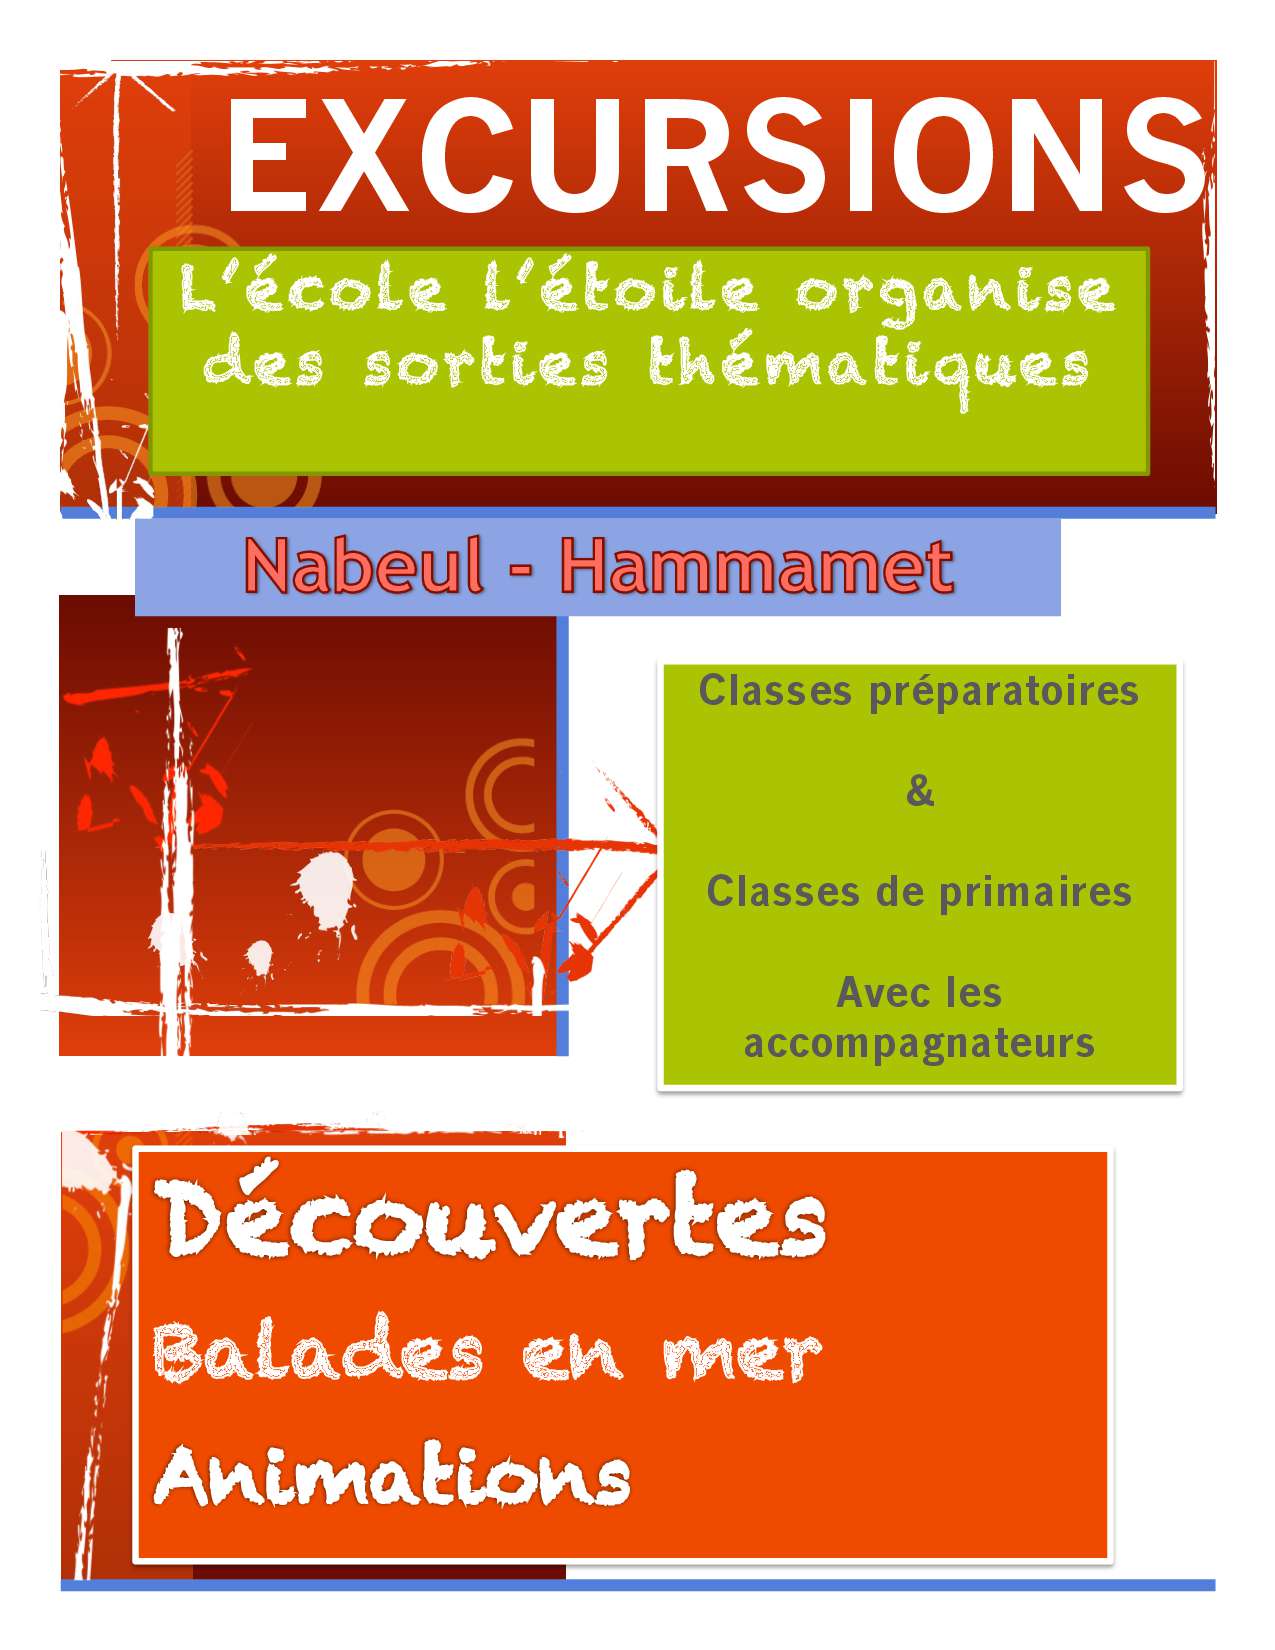 EXCURSIONS
L'école l'étoile organise
des sorties thématiques
Nabeul - Hammamet
Classes préparatoires
&
Classes de primaires
Avec les
accompagnateurs
Découvertes
Balades en mer
Animations